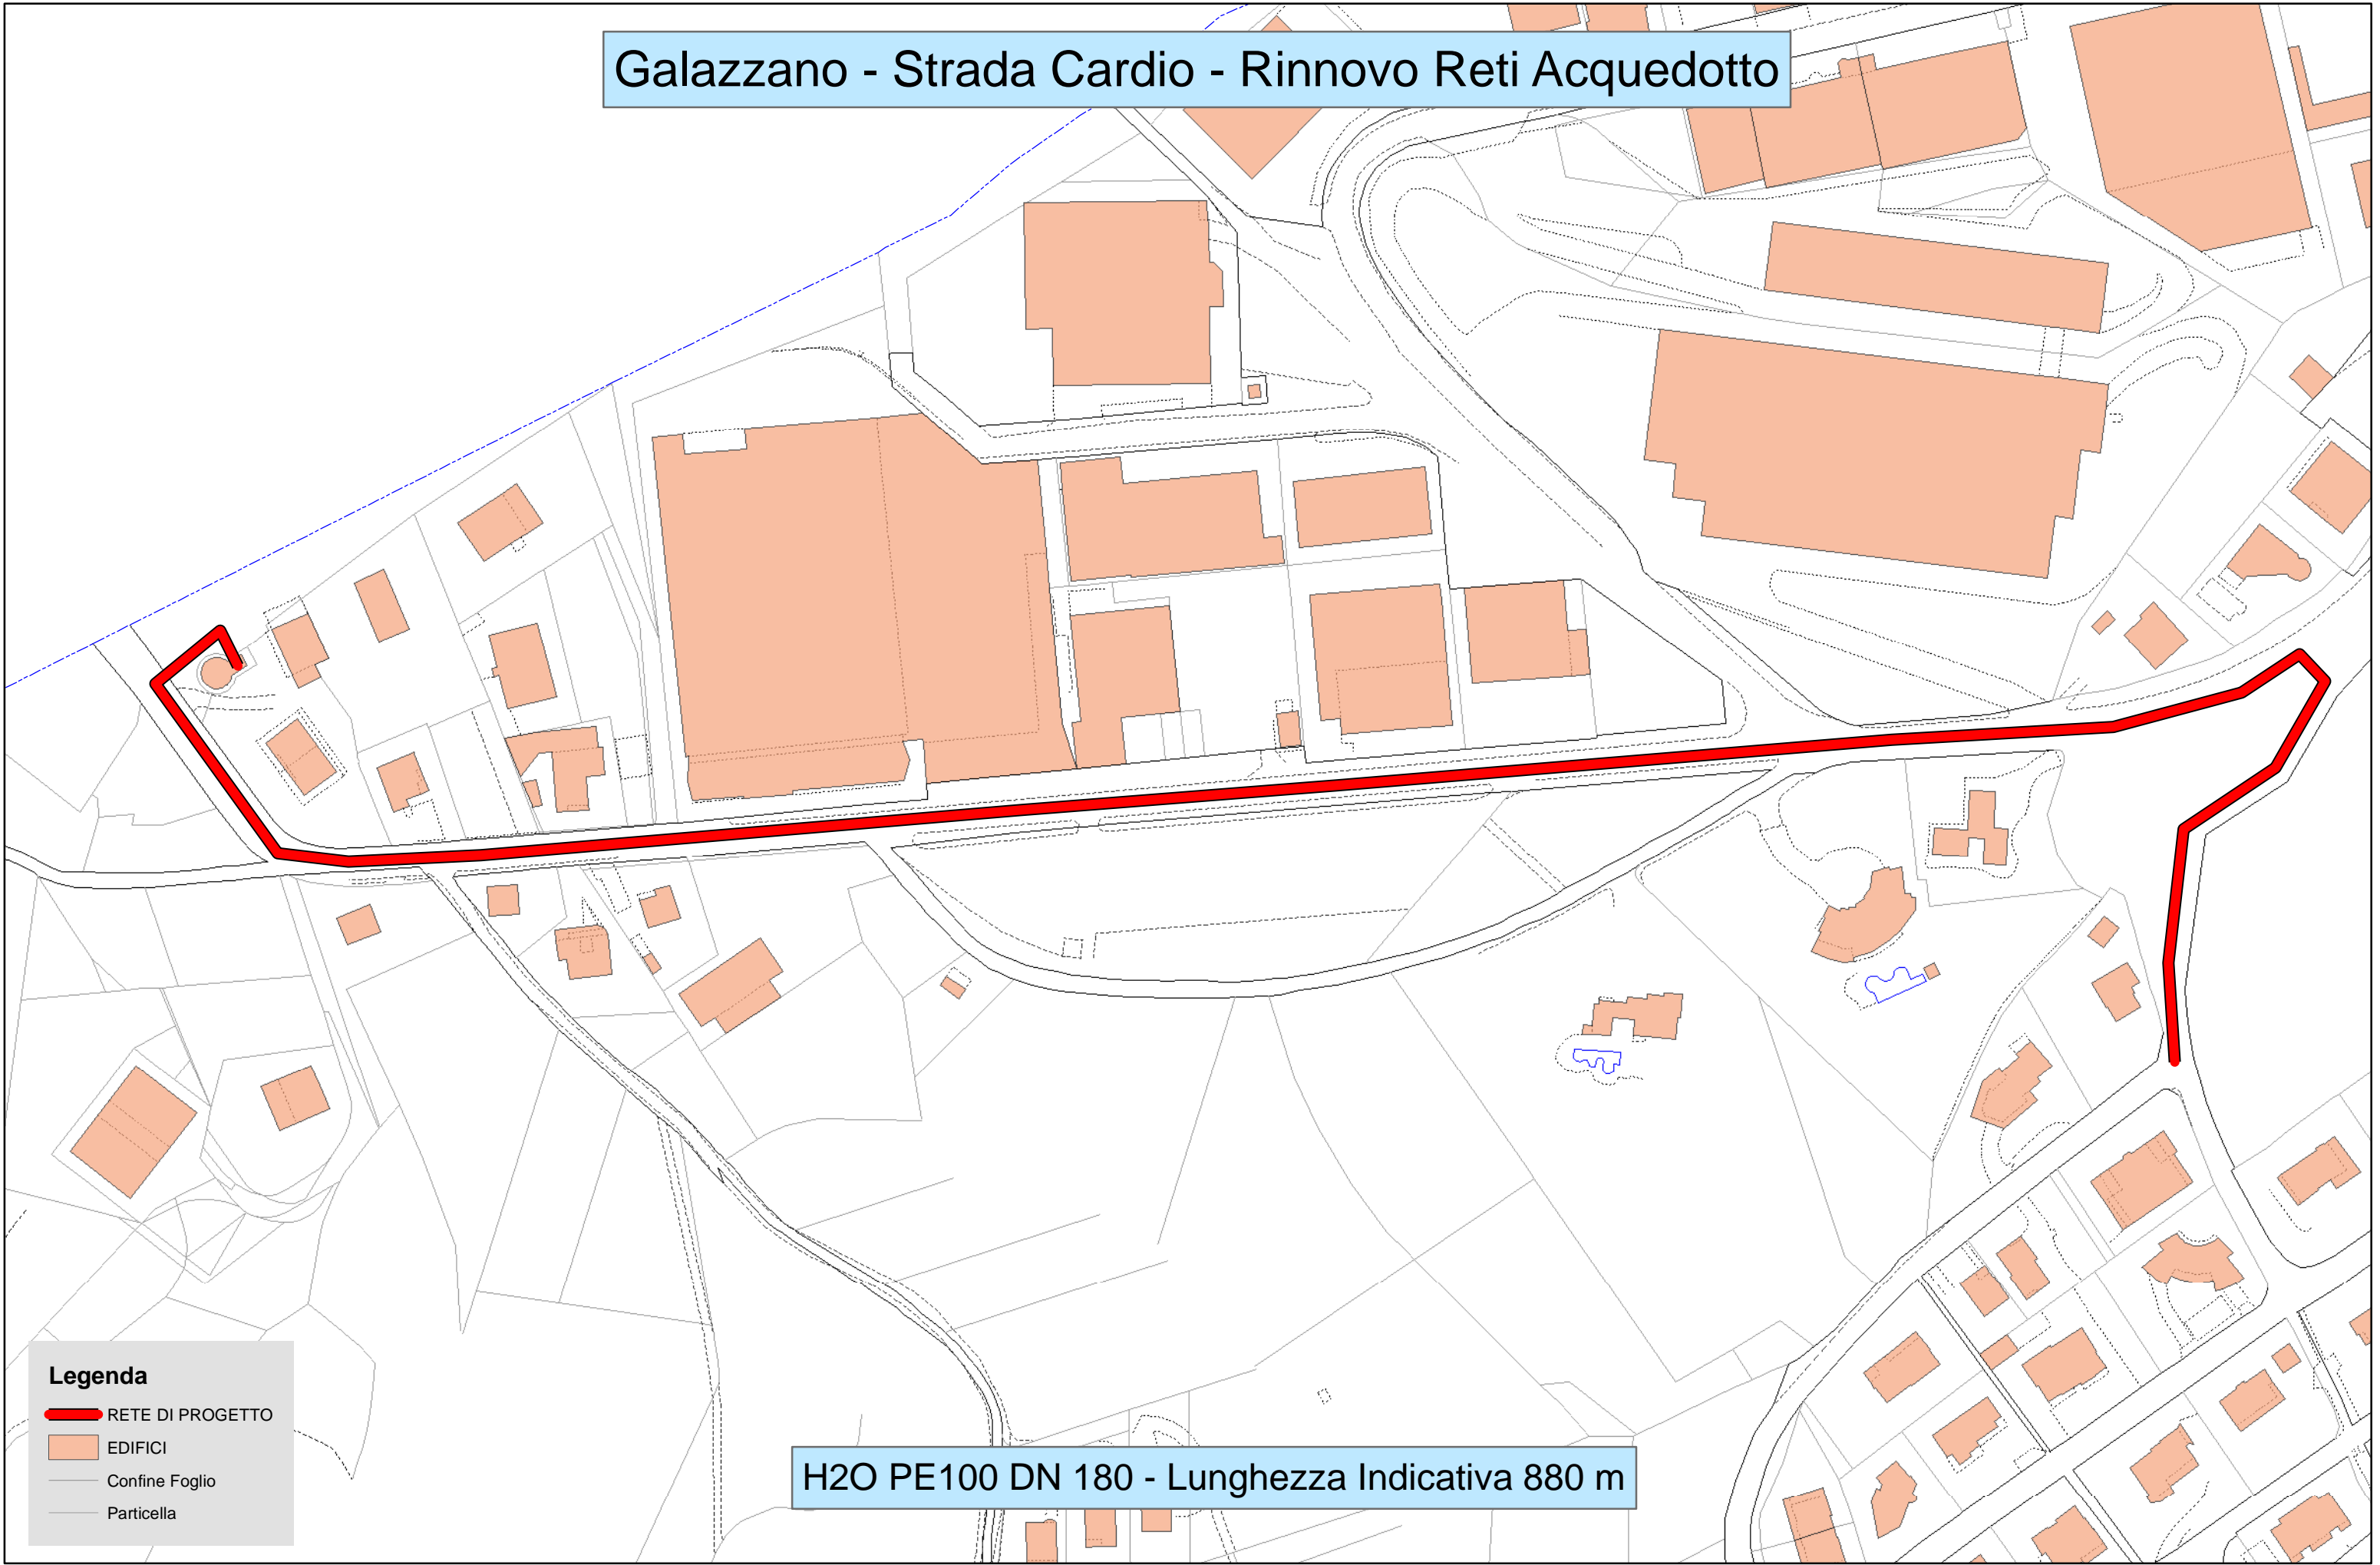 Galazzano - Strada Cardio - Rinnovo Reti Acquedotto
Legenda
RETE DI PROGETTO
EDIFICI
Confine Foglio
Particella
H2O PE100 DN 180 - Lunghezza Indicativa 880 m